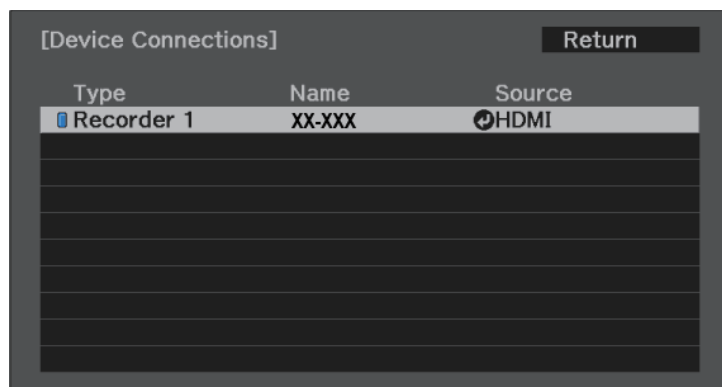 [Device Connections] Return
Type Name Source
Recorder 1 XX-XXX HDMI